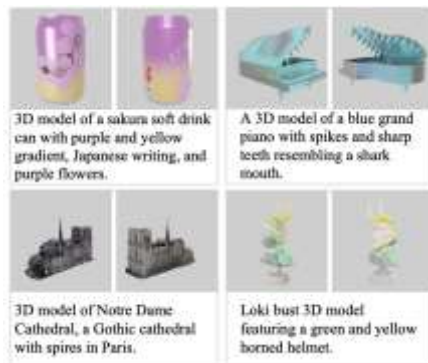 3D model of a sakura soft drink
can with purple and yellow
gradient, Japanese writing, and
purple flowers.
A 3D model of a blue grand
piano with spikes and sharp
teeth resembling a shark
mouth.
3D model of Notre Dame
Cathedral, a Gothic cathedral
with spires in Paris.
Loki bust 3D model
featuring a green and yellow
horned helmet.